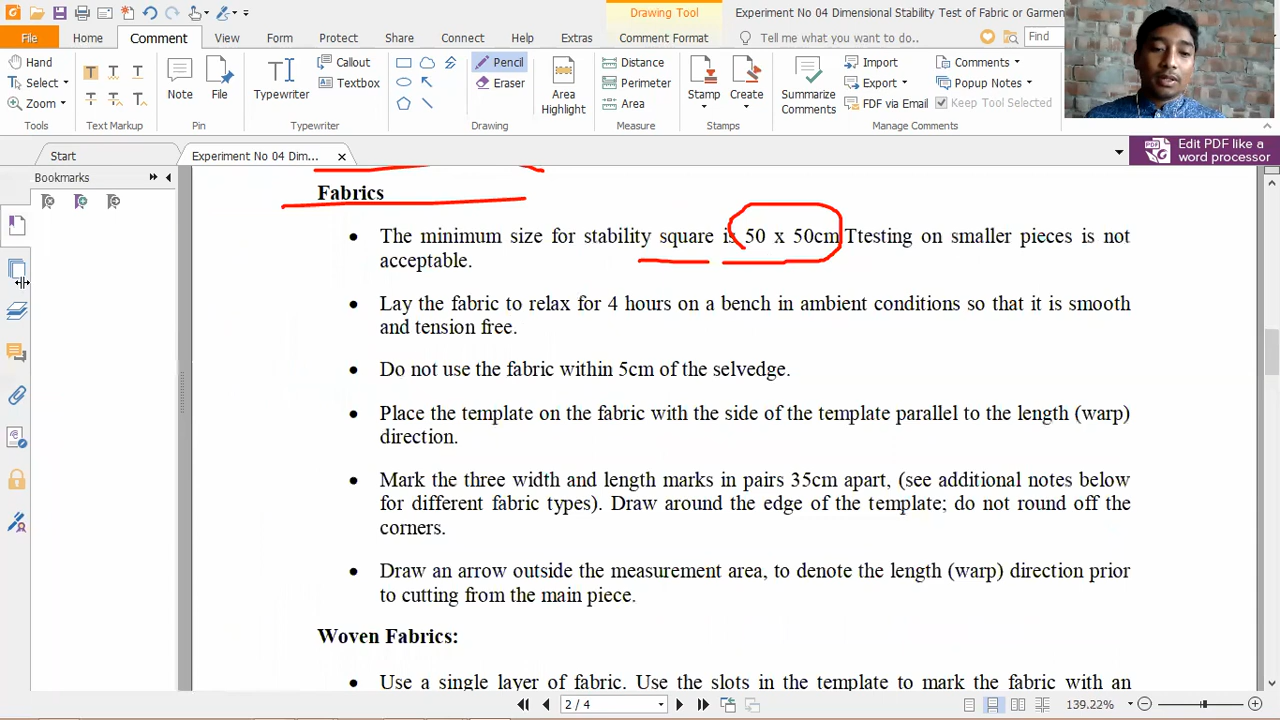 Drawing Tool
Experiment No 04 Dimensional Stability Test of Fabric or Garmen
File Home Comment View Form Protect Share Connect Help Extras Comment Format Tell me what you want to do... Find
Hand
Select
Zoom
Tools
T T T
T T T
Text Markup
Note
File
Pin
Typewriter
Callout
Textbox
Typewriter
Pencil
Eraser
Drawing
Area
Highlight
Distance
Perimeter
Area
Measure
Stamp
Create
Stamps
Summarize
Comments
Import
Export
FDF via Email
Comments
Popup Notes
Keep Tool Selected
Manage Comments
Start
Experiment No 04 Dim...
Edit PDF like a
word processor
Bookmarks
Fabrics
• The minimum size for stability square is 50 x 50cm Ttesting on smaller pieces is not
acceptable.
• Lay the fabric to relax for 4 hours on a bench in ambient conditions so that it is smooth
and tension free.
• Do not use the fabric within 5cm of the selvedge.
• Place the template on the fabric with the side of the template parallel to the length (warp)
direction.
• Mark the three width and length marks in pairs 35cm apart, (see additional notes below
for different fabric types). Draw around the edge of the template; do not round off the
corners.
• Draw an arrow outside the measurement area, to denote the length (warp) direction prior
to cutting from the main piece.
Woven Fabrics:
• Use a single layer of fabric. Use the slots in the template to mark the fabric with an
2 / 4
139.22%